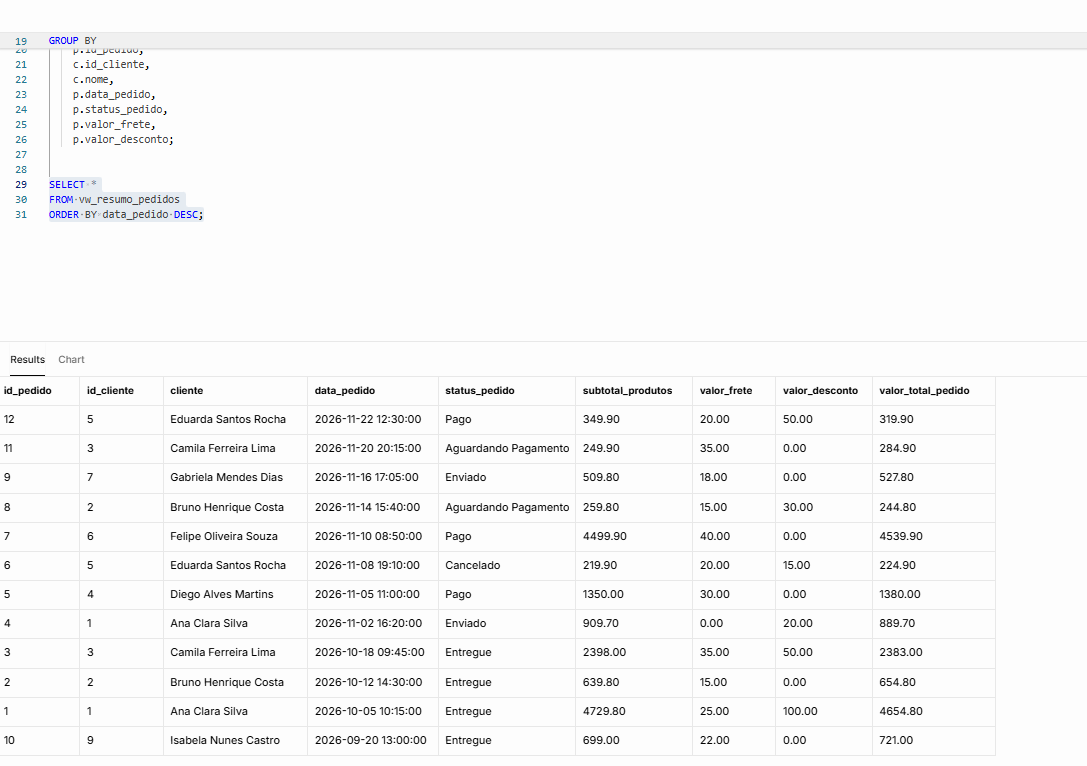 19 GROUP BY
20 p.id_pedido,
21 c.id_cliente,
22 c.nome,
23 p.data_pedido,
24 p.status_pedido,
25 p.valor_frete,
26 p.valor_desconto;
27
28
29 SELECT *
30 FROM vw_resumo_pedidos
31 ORDER BY data_pedido DESC;
Results Chart
id_pedido id_cliente cliente data_pedido status_pedido subtotal_produtos valor_frete valor_desconto valor_total_pedido
12 5 Eduarda Santos Rocha 2026-11-22 12:30:00 Pago 349.90 20.00 50.00 319.90
11 3 Camila Ferreira Lima 2026-11-20 20:15:00 Aguardando Pagamento 249.90 35.00 0.00 284.90
9 7 Gabriela Mendes Dias 2026-11-16 17:05:00 Enviado 509.80 18.00 0.00 527.80
8 2 Bruno Henrique Costa 2026-11-14 15:40:00 Aguardando Pagamento 259.80 15.00 30.00 244.80
7 6 Felipe Oliveira Souza 2026-11-10 08:50:00 Pago 4499.90 40.00 0.00 4539.90
6 5 Eduarda Santos Rocha 2026-11-08 19:10:00 Cancelado 219.90 20.00 15.00 224.90
5 4 Diego Alves Martins 2026-11-05 11:00:00 Pago 1350.00 30.00 0.00 1380.00
4 1 Ana Clara Silva 2026-11-02 16:20:00 Enviado 909.70 0.00 20.00 889.70
3 3 Camila Ferreira Lima 2026-10-18 09:45:00 Entregue 2398.00 35.00 50.00 2383.00
2 2 Bruno Henrique Costa 2026-10-12 14:30:00 Entregue 639.80 15.00 0.00 654.80
1 1 Ana Clara Silva 2026-10-05 10:15:00 Entregue 4729.80 25.00 100.00 4654.80
10 9 Isabela Nunes Castro 2026-09-20 13:00:00 Entregue 699.00 22.00 0.00 721.00